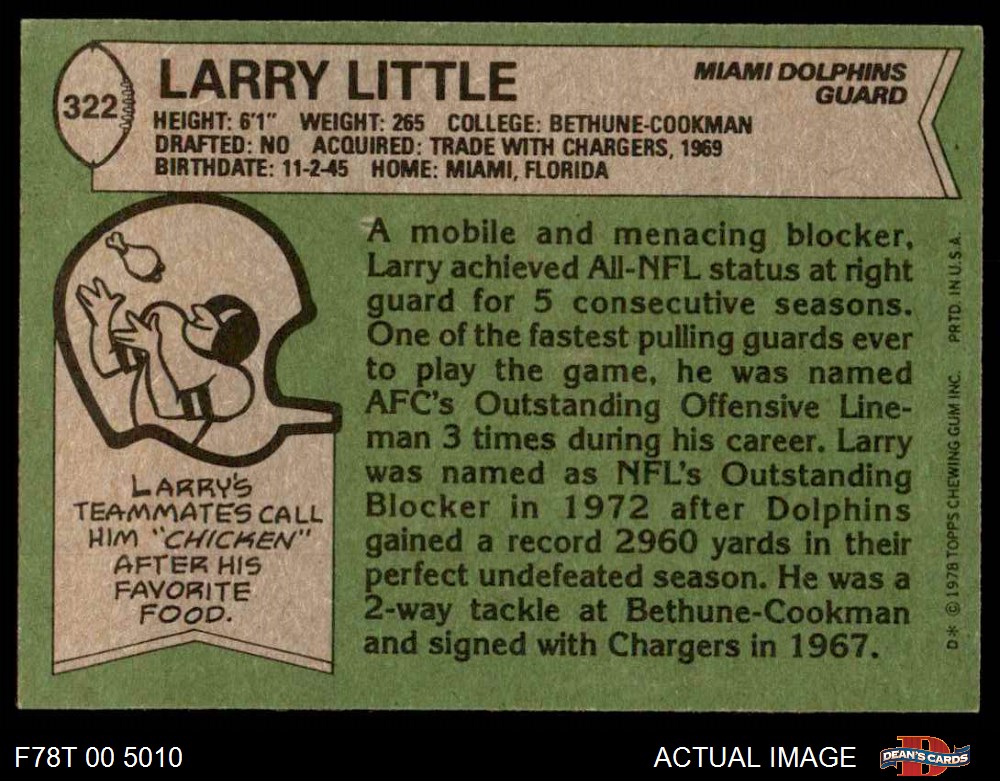 322
LARRY LITTLE
MIAMI DOLPHINS
GUARD
HEIGHT: 6'1" WEIGHT: 265 COLLEGE: BETHUNE-COOKMAN
DRAFTED: NO ACQUIRED: TRADE WITH CHARGERS, 1969
BIRTHDATE: 11-2-45 HOME: MIAMI, FLORIDA
LARRY'S
TEAMMATES CALL
HIM "CHICKEN"
AFTER HIS
FAVORITE
FOOD.
A mobile and menacing blocker,
Larry achieved All-NFL status at right
guard for 5 consecutive seasons.
One of the fastest pulling guards ever
to play the game, he was named
AFC's Outstanding Offensive Line-
man 3 times during his career. Larry
was named as NFL's Outstanding
Blocker in 1972 after Dolphins
gained a record 2960 yards in their
perfect undefeated season. He was a
2-way tackle at Bethune-Cookman
and signed with Chargers in 1967.
D* © 1978 TOPPS CHEWING GUM INC. PRTD. IN U.S.A.
F78T 00 5010
ACTUAL IMAGE
D
DEAN'S CARDS